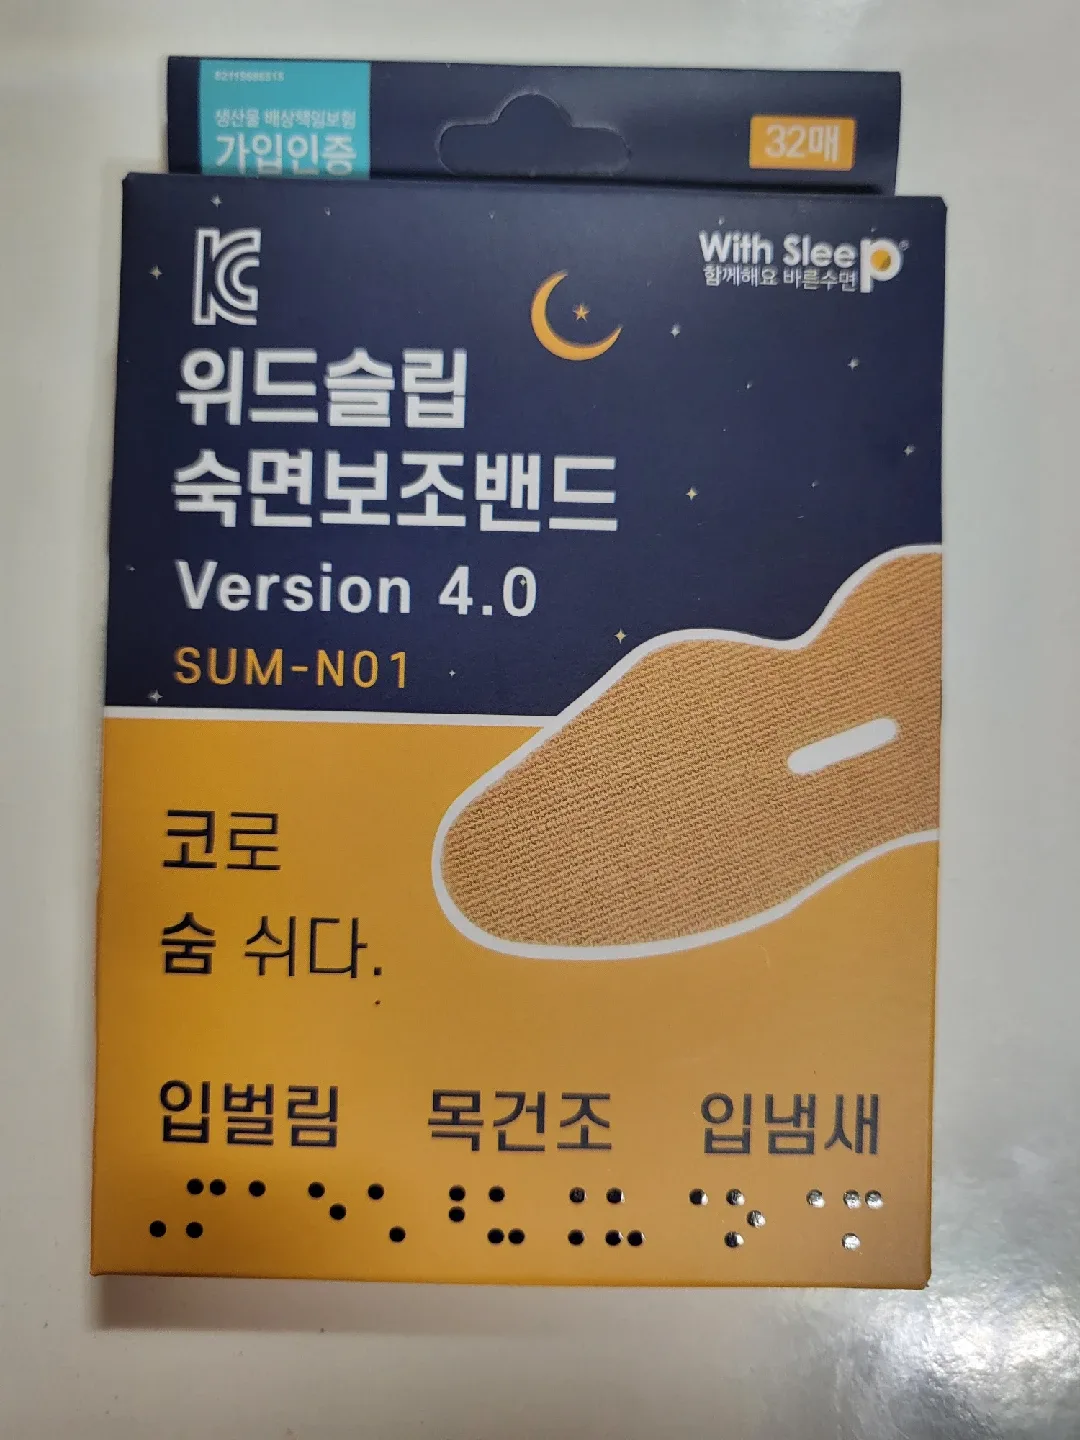 생산물 배상책임보험
가입인증
32매
With Sleep
함께해요 바른수면
위드슬립
숙면보조밴드
Version 4.0
SUM-N01
코로
숨 쉬다.
입벌림 목건조 입냄새